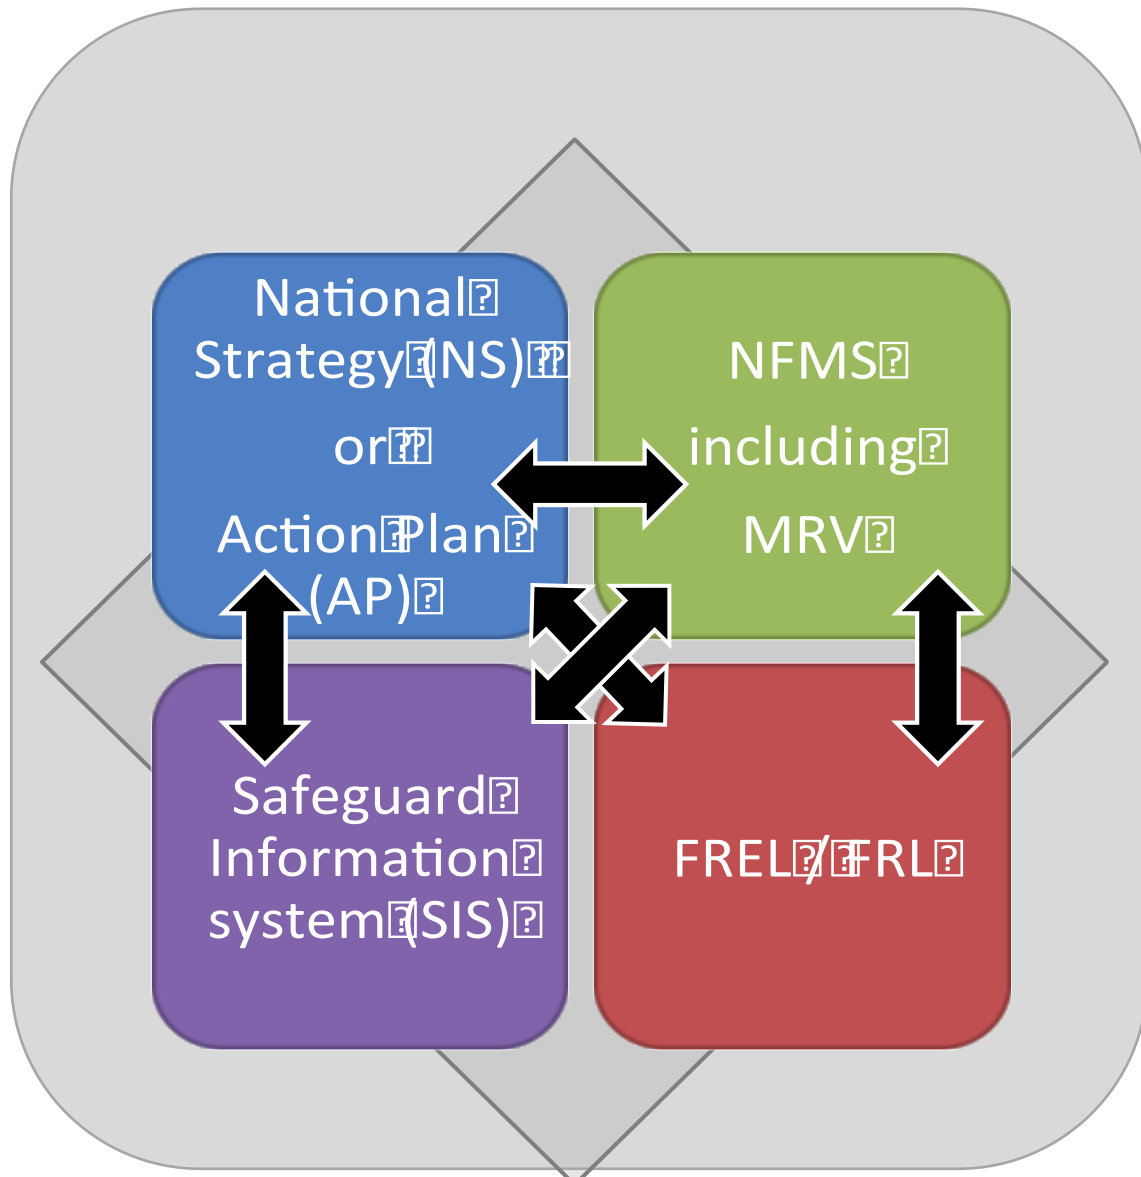 National
Strategy (NS)
or
Action Plan
(AP)
NFMS
including
MRV
Safeguard
Information
system (SIS)
FREL / FRL